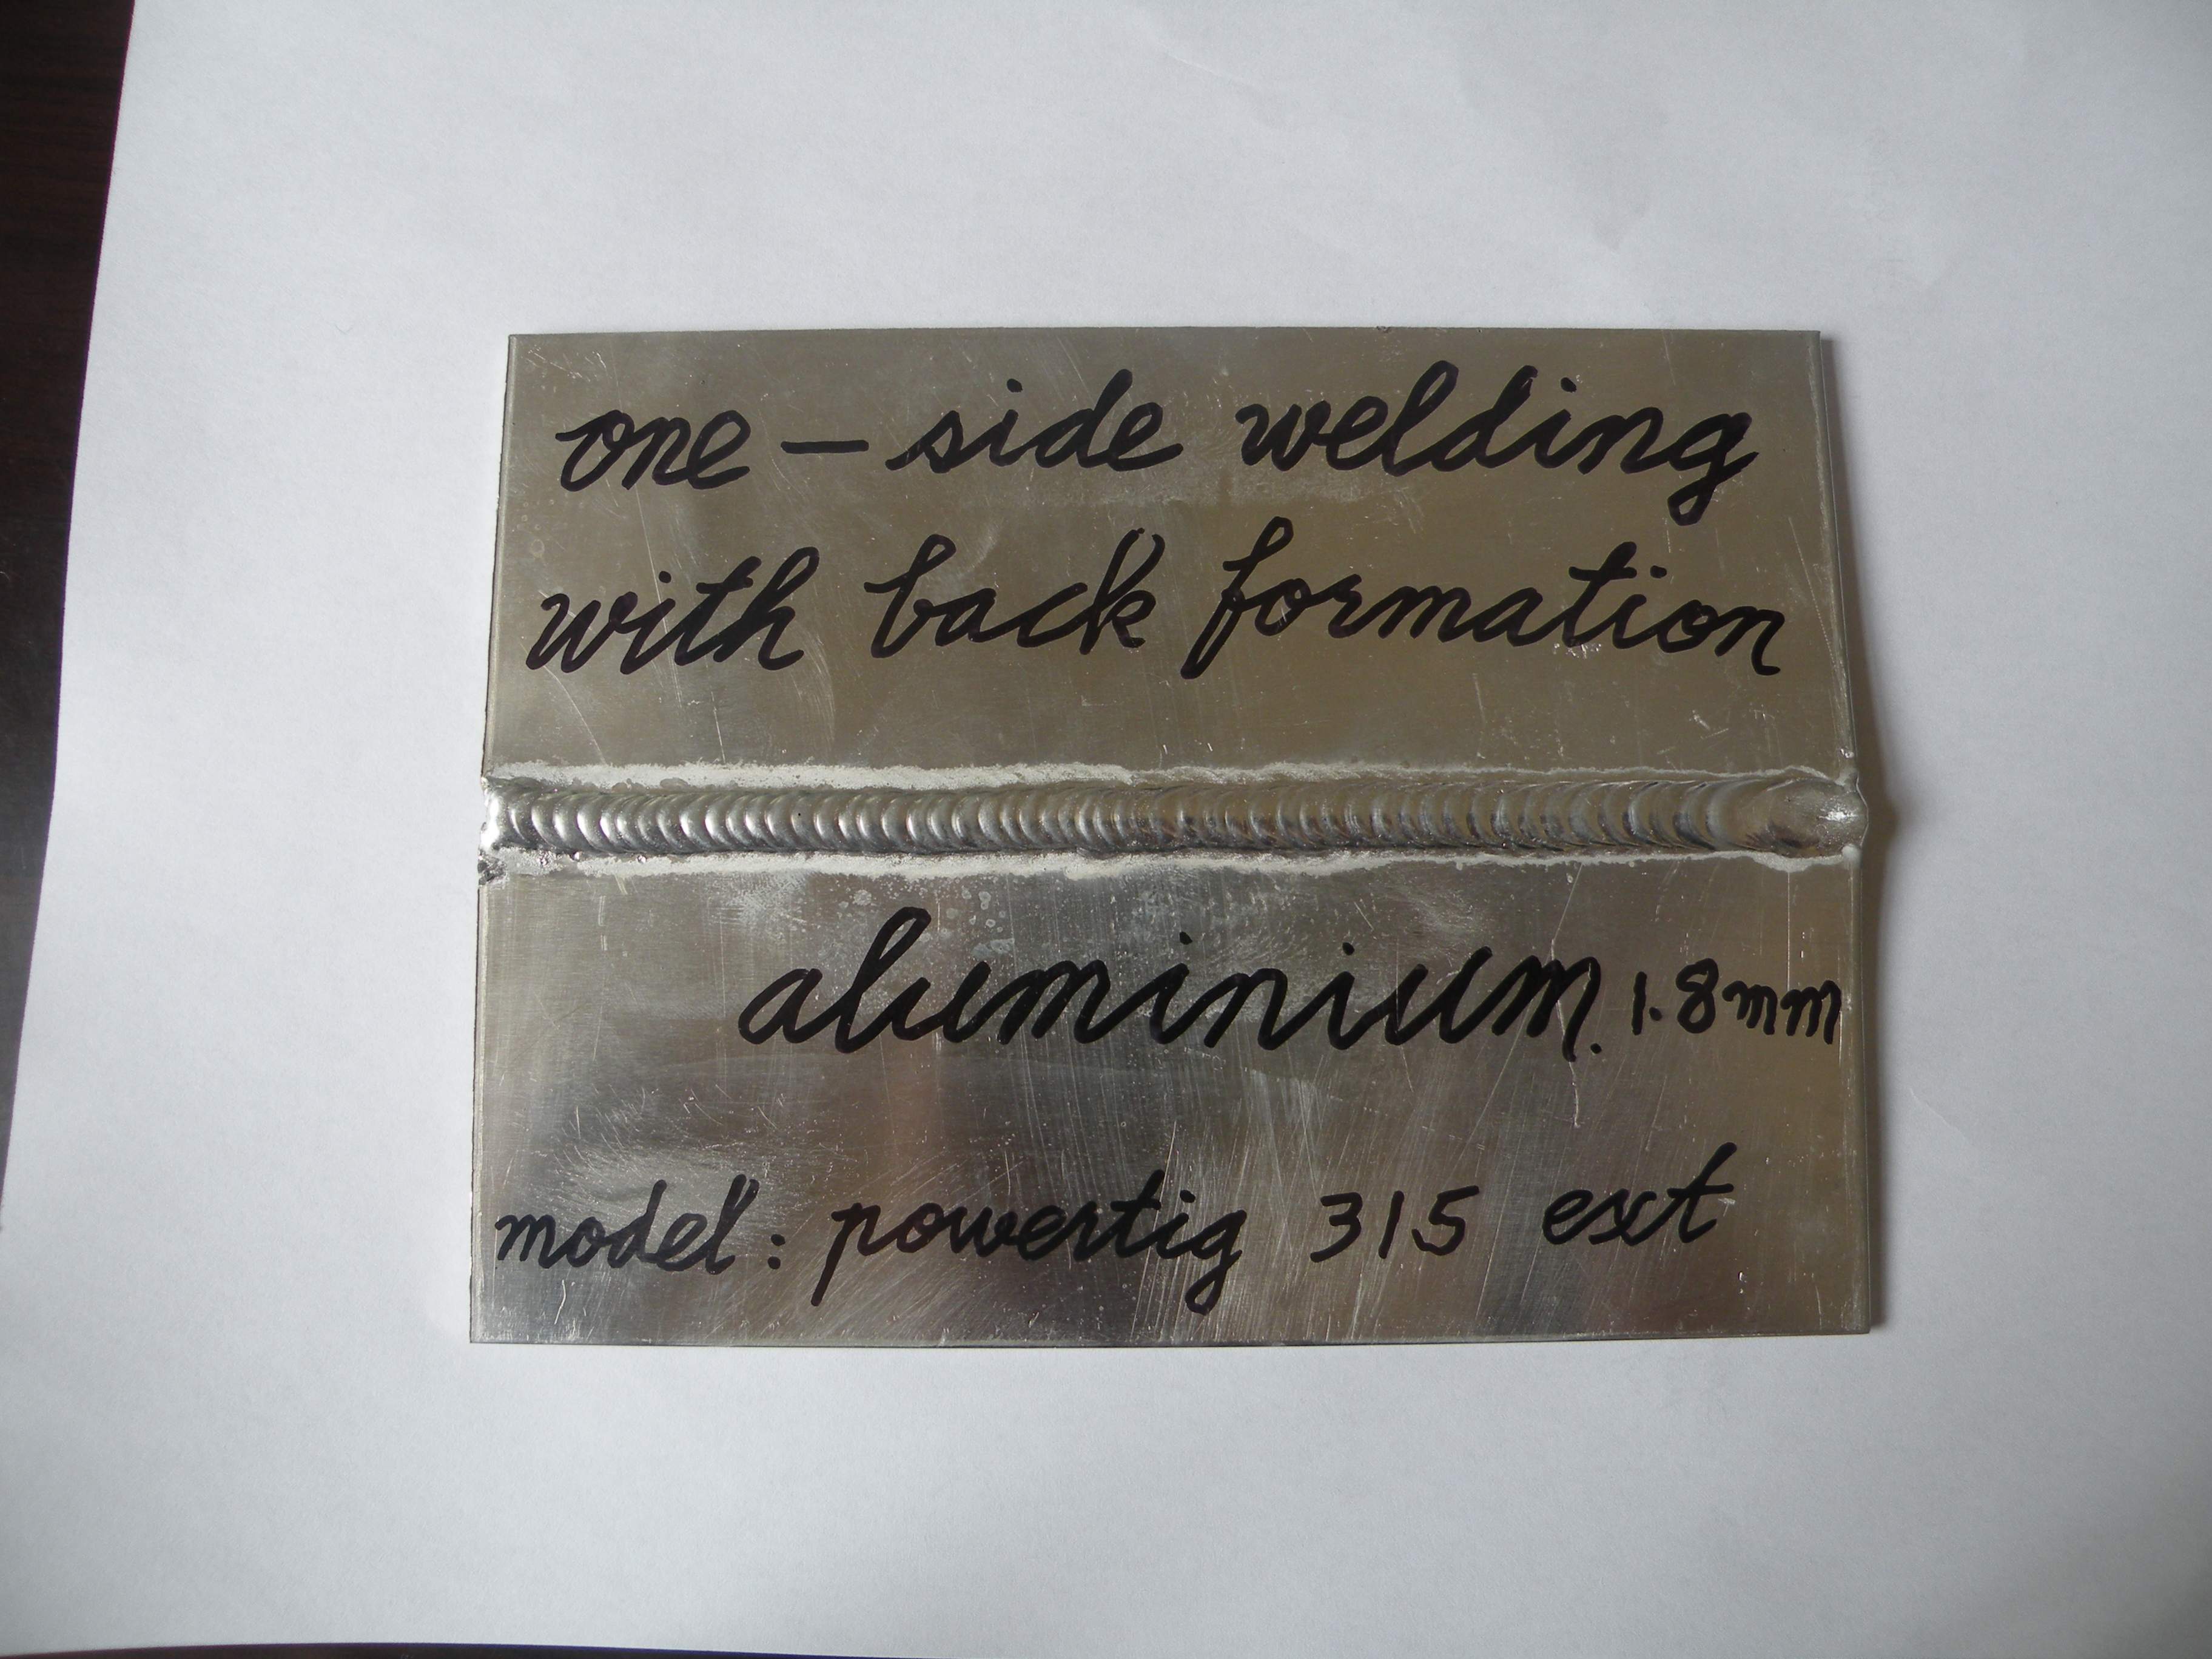 one - side welding
with back formation
aluminium. 1.8mm
model: powertig 315 ext